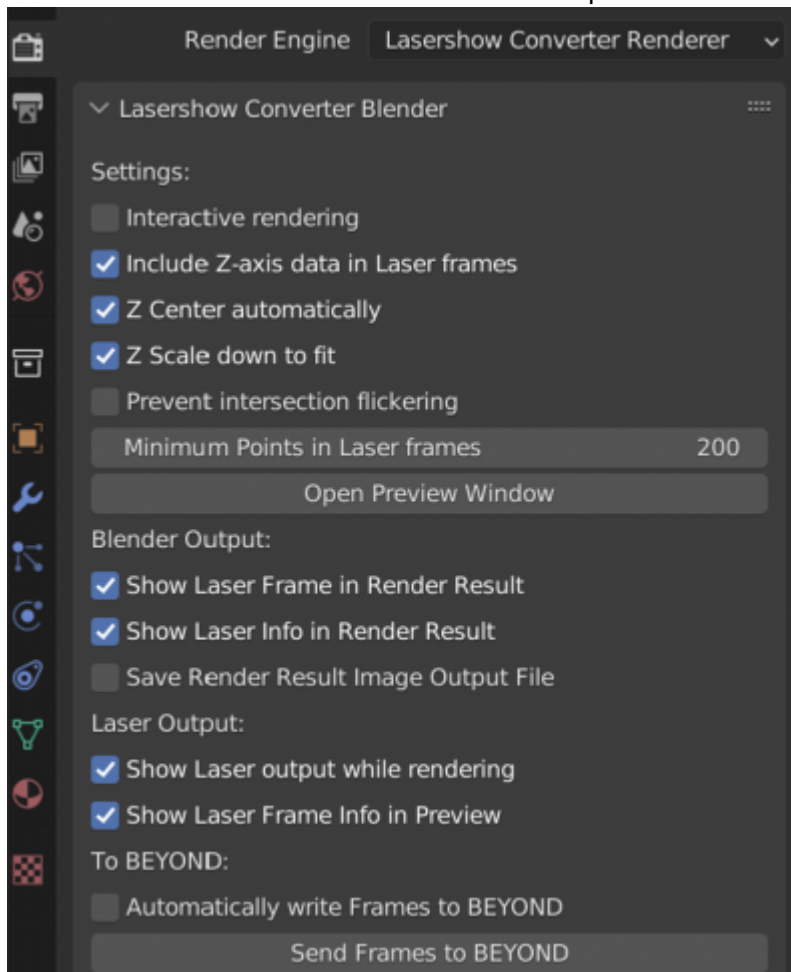 Render Engine Lasershow Converter Renderer
Lasershow Converter Blender
Settings:
Interactive rendering
Include Z-axis data in Laser frames
Z Center automatically
Z Scale down to fit
Prevent intersection flickering
Minimum Points in Laser frames 200
Open Preview Window
Blender Output:
Show Laser Frame in Render Result
Show Laser Info in Render Result
Save Render Result Image Output File
Laser Output:
Show Laser output while rendering
Show Laser Frame Info in Preview
To BEYOND:
Automatically write Frames to BEYOND
Send Frames to BEYOND